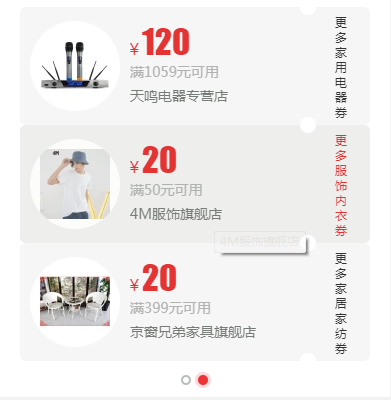 ¥120
满1059元可用
天鸣电器专营店
更多家用电器券
¥20
满50元可用
4M服饰旗舰店
更多服饰内衣券
4M服饰旗舰店
¥20
满399元可用
京窗兄弟家具旗舰店
更多家居家纺券